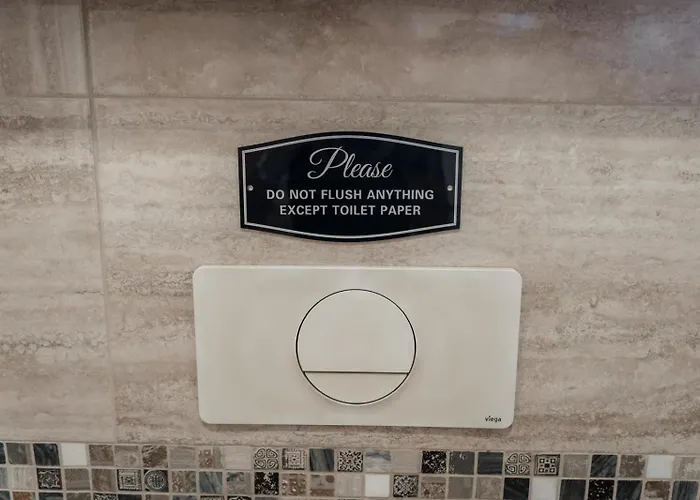 Please
DO NOT FLUSH ANYTHING
EXCEPT TOILET PAPER
viega